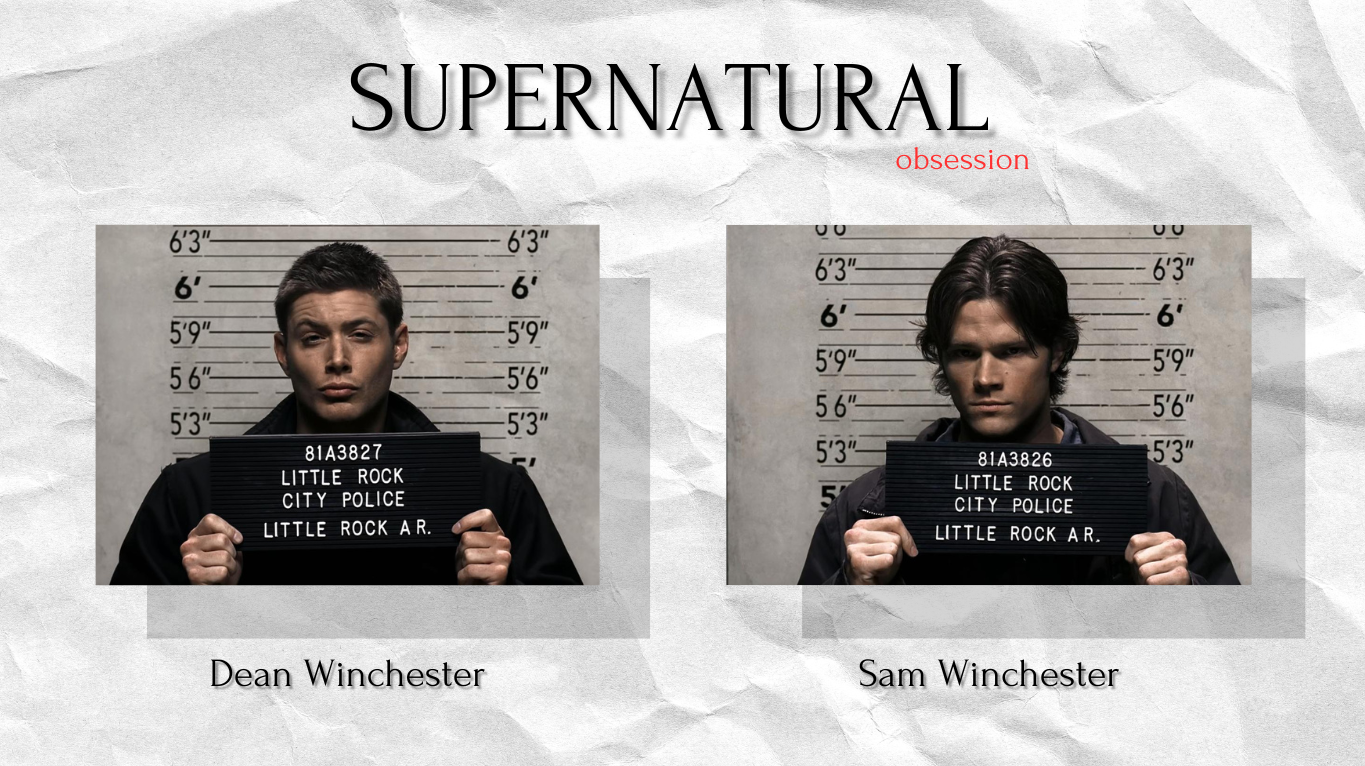 SUPERNATURAL
obsession
6'3" 6'3"
6' 6'
5'9" 5'9"
5 6" 5'6"
5'3" 5'3"
5'
81A3827
LITTLE ROCK
CITY POLICE
LITTLE ROCK A R.
6'3" 6'3"
6' 6'
5'9" 5'9"
5 6" 5'6"
5'3" 5'3"
81A3826
LITTLE ROCK
CITY POLICE
LITTLE ROCK A R.
Dean Winchester
Sam Winchester